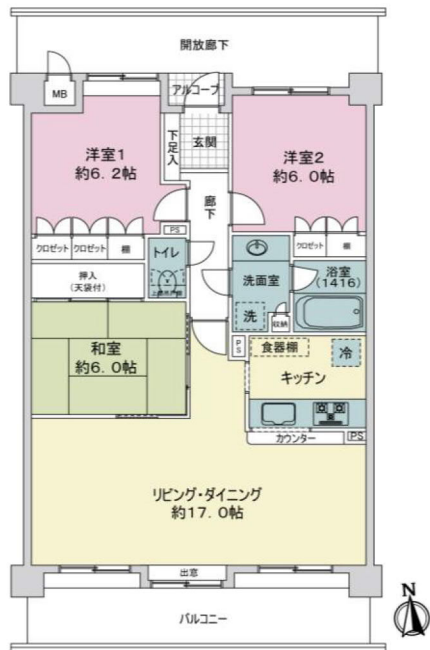 開放廊下
MB
アルコーブ
洋室1
約6.2帖
下足入
玄関
洋室2
約6.0帖
廊下
PS
クロゼット
クロゼット
棚
トイレ
クロゼット
棚
押入
(天袋付)
洗面室
浴室
(1416)
洗
収納
和室
約6.0帖
PS
食器棚
冷
キッチン
カウンター
PS
リビング・ダイニング
約17.0帖
出窓
バルコニー
N